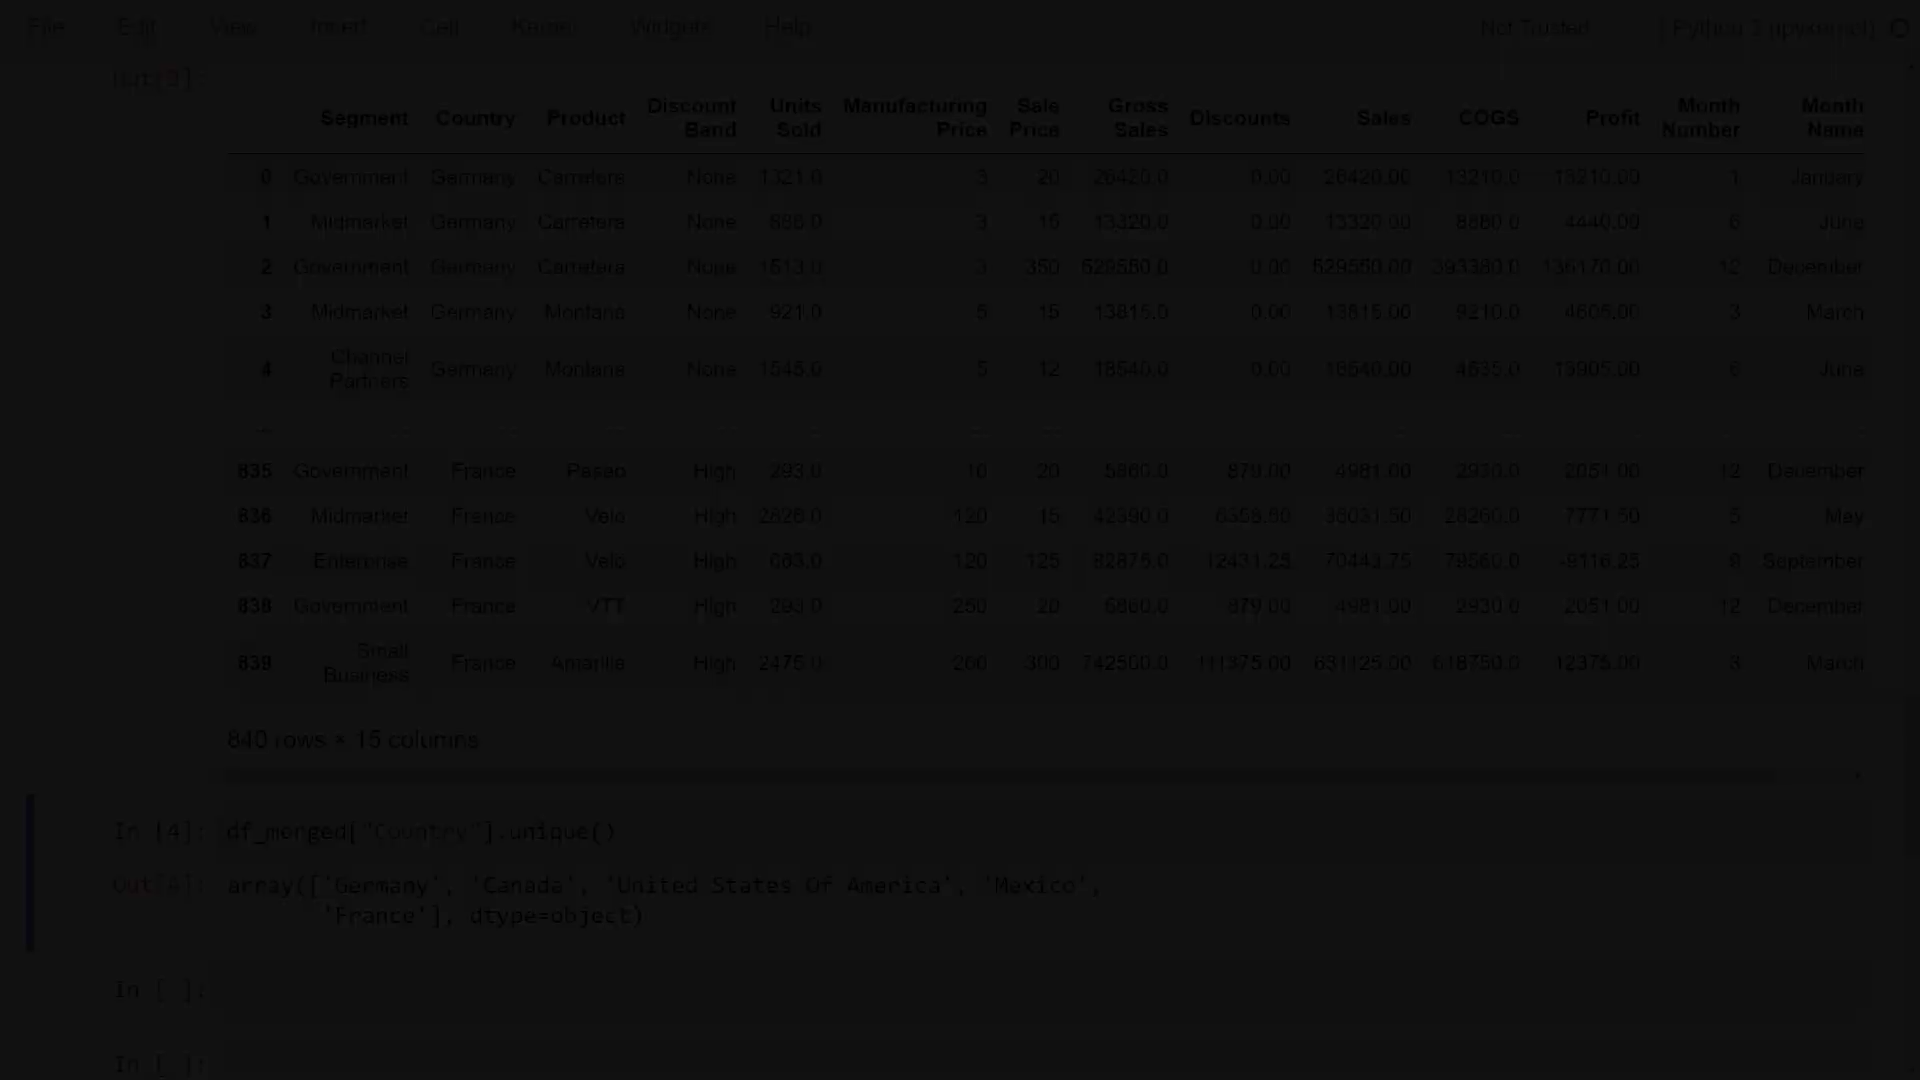 File Edit View Insert Cell Kernel Widgets Help Not Trusted Python 3 (ipykernel)
Out[3]:
Segment Country Product Discount Band Units Sold Manufacturing Price Sale Price Gross Sales Discounts Sales COGS Profit Month Number Month Name
0 Government Germany Carretera None 1321.0 3 20 26420.0 0.00 26420.00 13210.0 13210.00 1 January
1 Midmarket Germany Carretera None 888.0 3 15 13320.0 0.00 13320.00 8880.0 4440.00 6 June
2 Government Germany Carretera None 1513.0 3 350 529550.0 0.00 529550.00 393380.0 136170.00 12 December
3 Midmarket Germany Montana None 921.0 5 15 13815.0 0.00 13815.00 9210.0 4605.00 3 March
4 Channel Partners Germany Montana None 1545.0 5 12 18540.0 0.00 18540.00 4635.0 13905.00 6 June
... ... ... ... ... ... ... ... ... ... ... ... ... ... ...
835 Government France Paseo High 293.0 10 20 5860.0 879.00 4981.00 2930.0 2051.00 12 December
836 Midmarket France Velo High 2826.0 120 15 42390.0 6358.50 36031.50 28260.0 7771.50 5 May
837 Enterprise France Velo High 663.0 120 125 82875.0 12431.25 70443.75 79560.0 -9116.25 9 September
838 Government France VTT High 293.0 250 20 5860.0 879.00 4981.00 2930.0 2051.00 12 December
839 Small Business France Amarilla High 2475.0 260 300 742500.0 111375.00 631125.00 618750.0 12375.00 3 March
840 rows × 15 columns
In [4]: df_merged["Country"].unique()
Out[4]: array(['Germany', 'Canada', 'United States Of America', 'Mexico',
'France'], dtype=object)
In [ ]:
In [ ]: